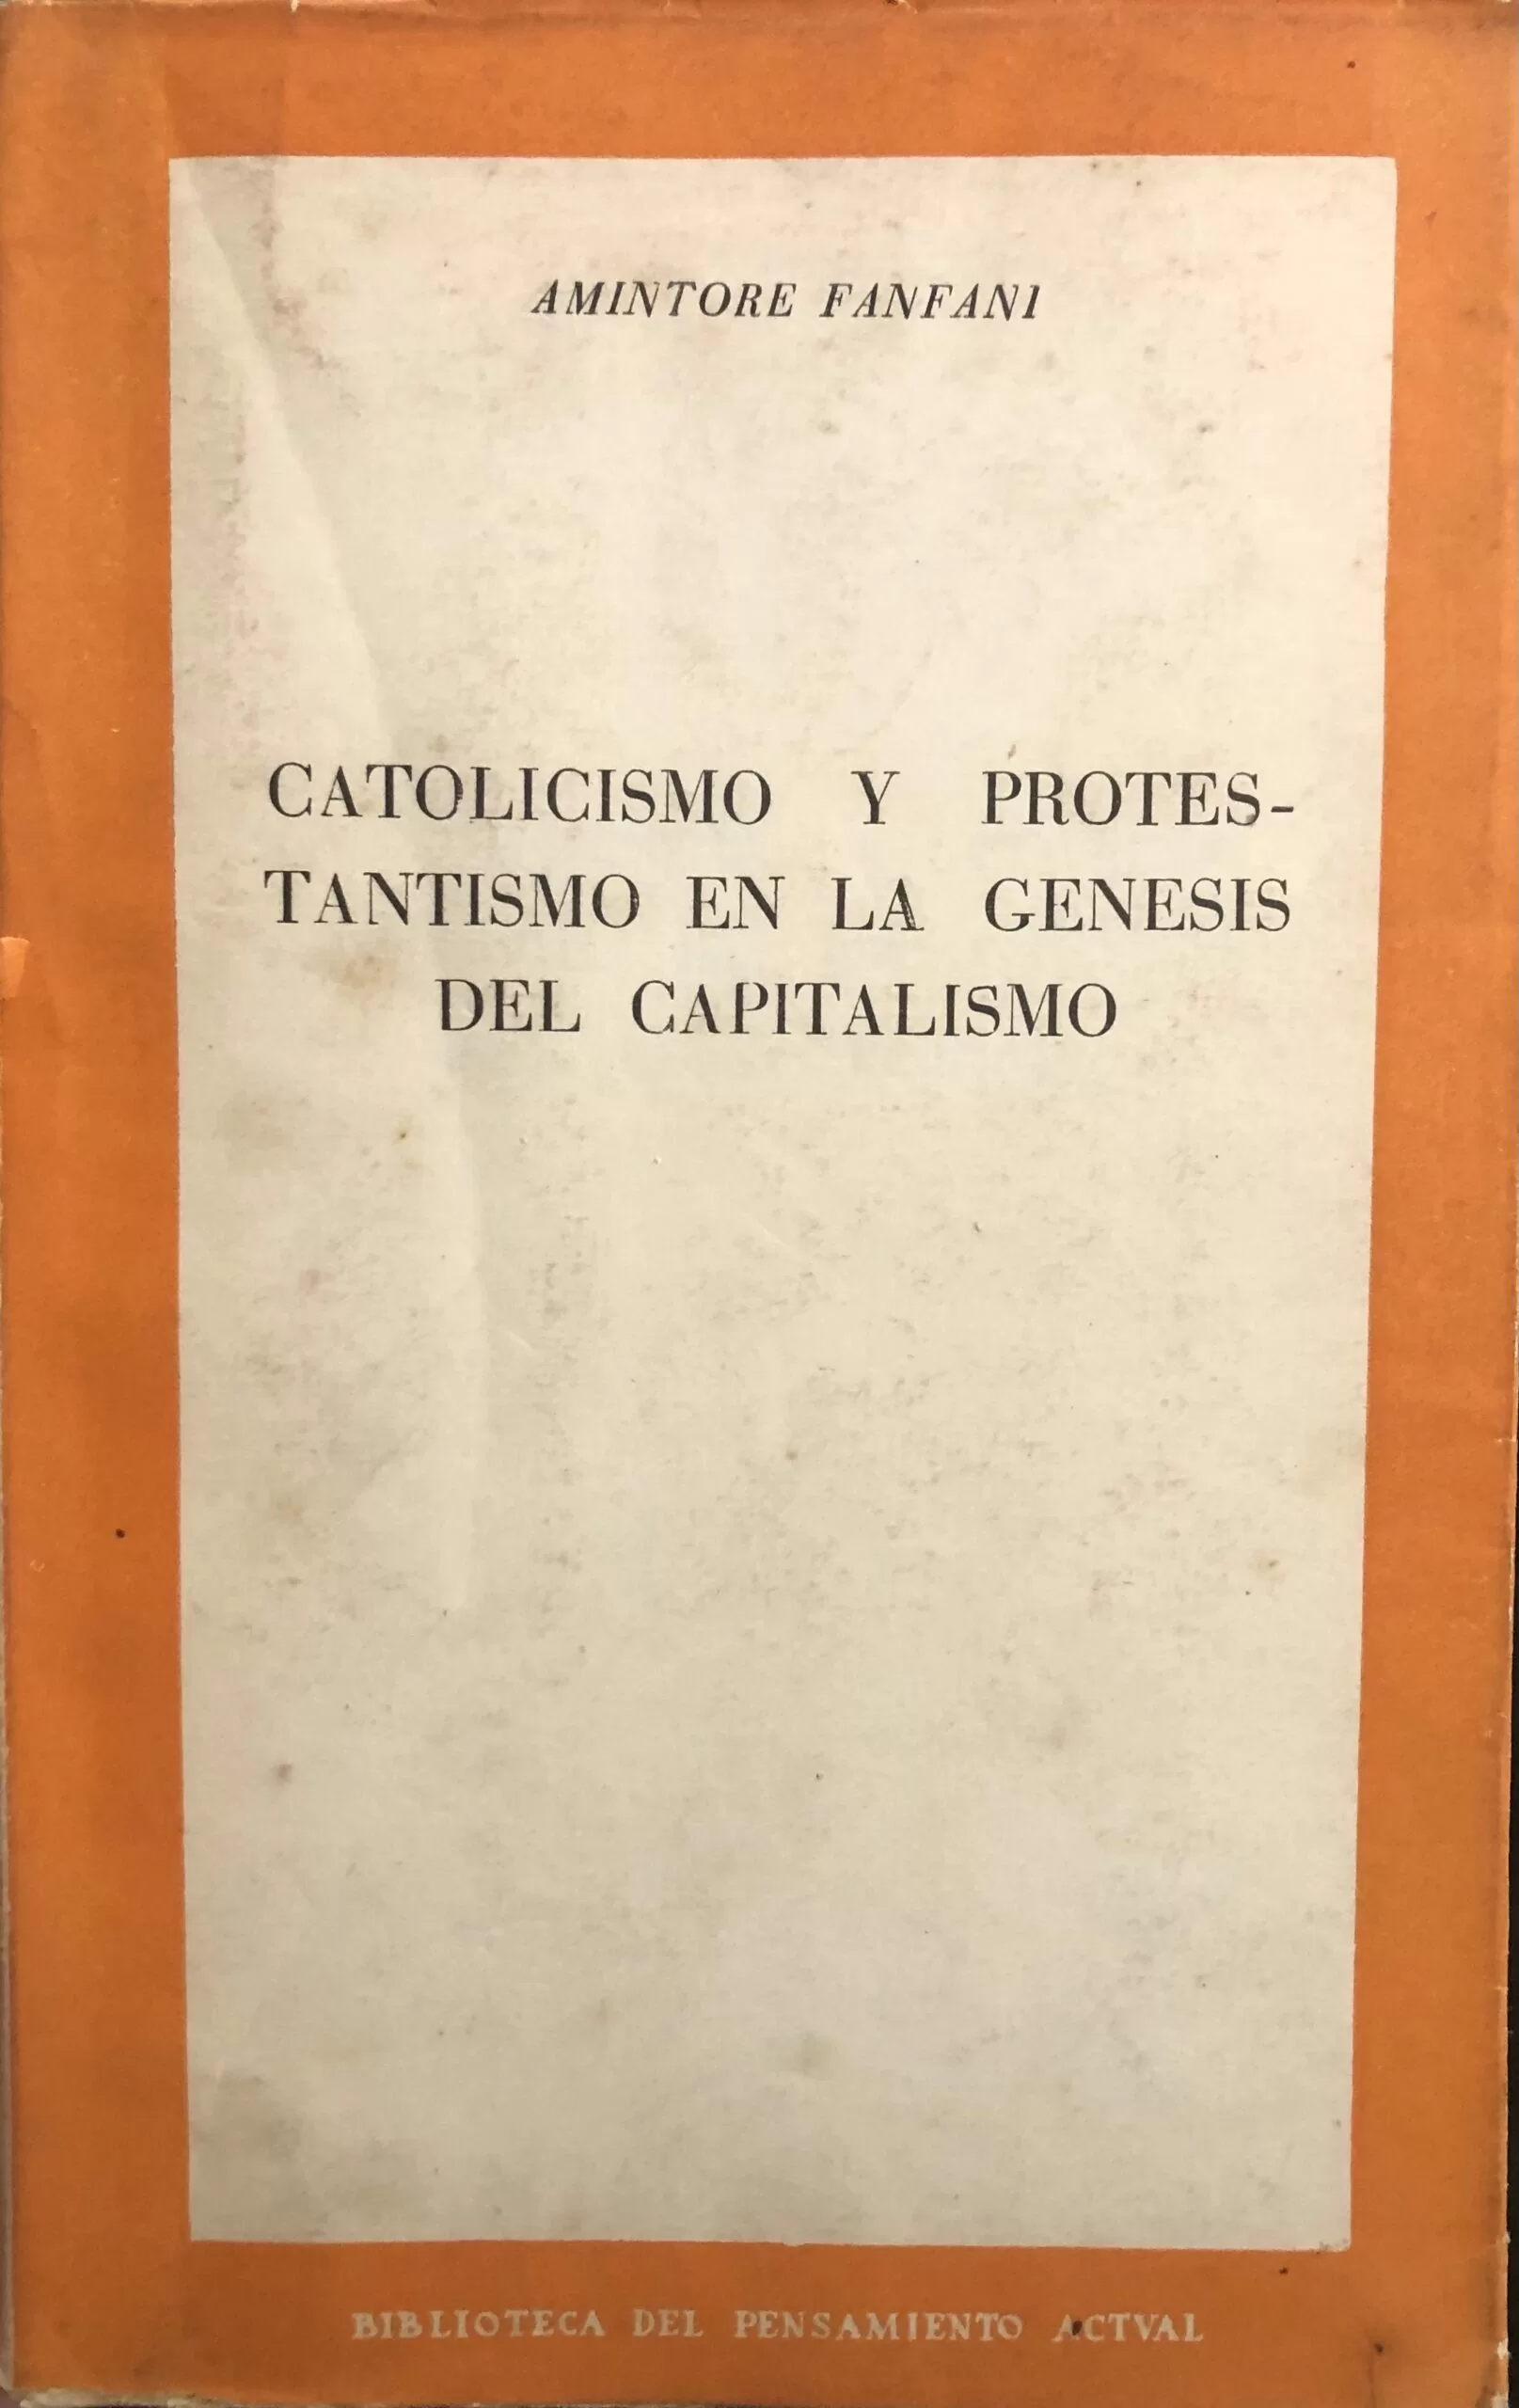 AMINTORE FANFANI
CATOLICISMO Y PROTES-
TANTISMO EN LA GENESIS
DEL CAPITALISMO
BIBLIOTECA DEL PENSAMIENTO ACTVAL